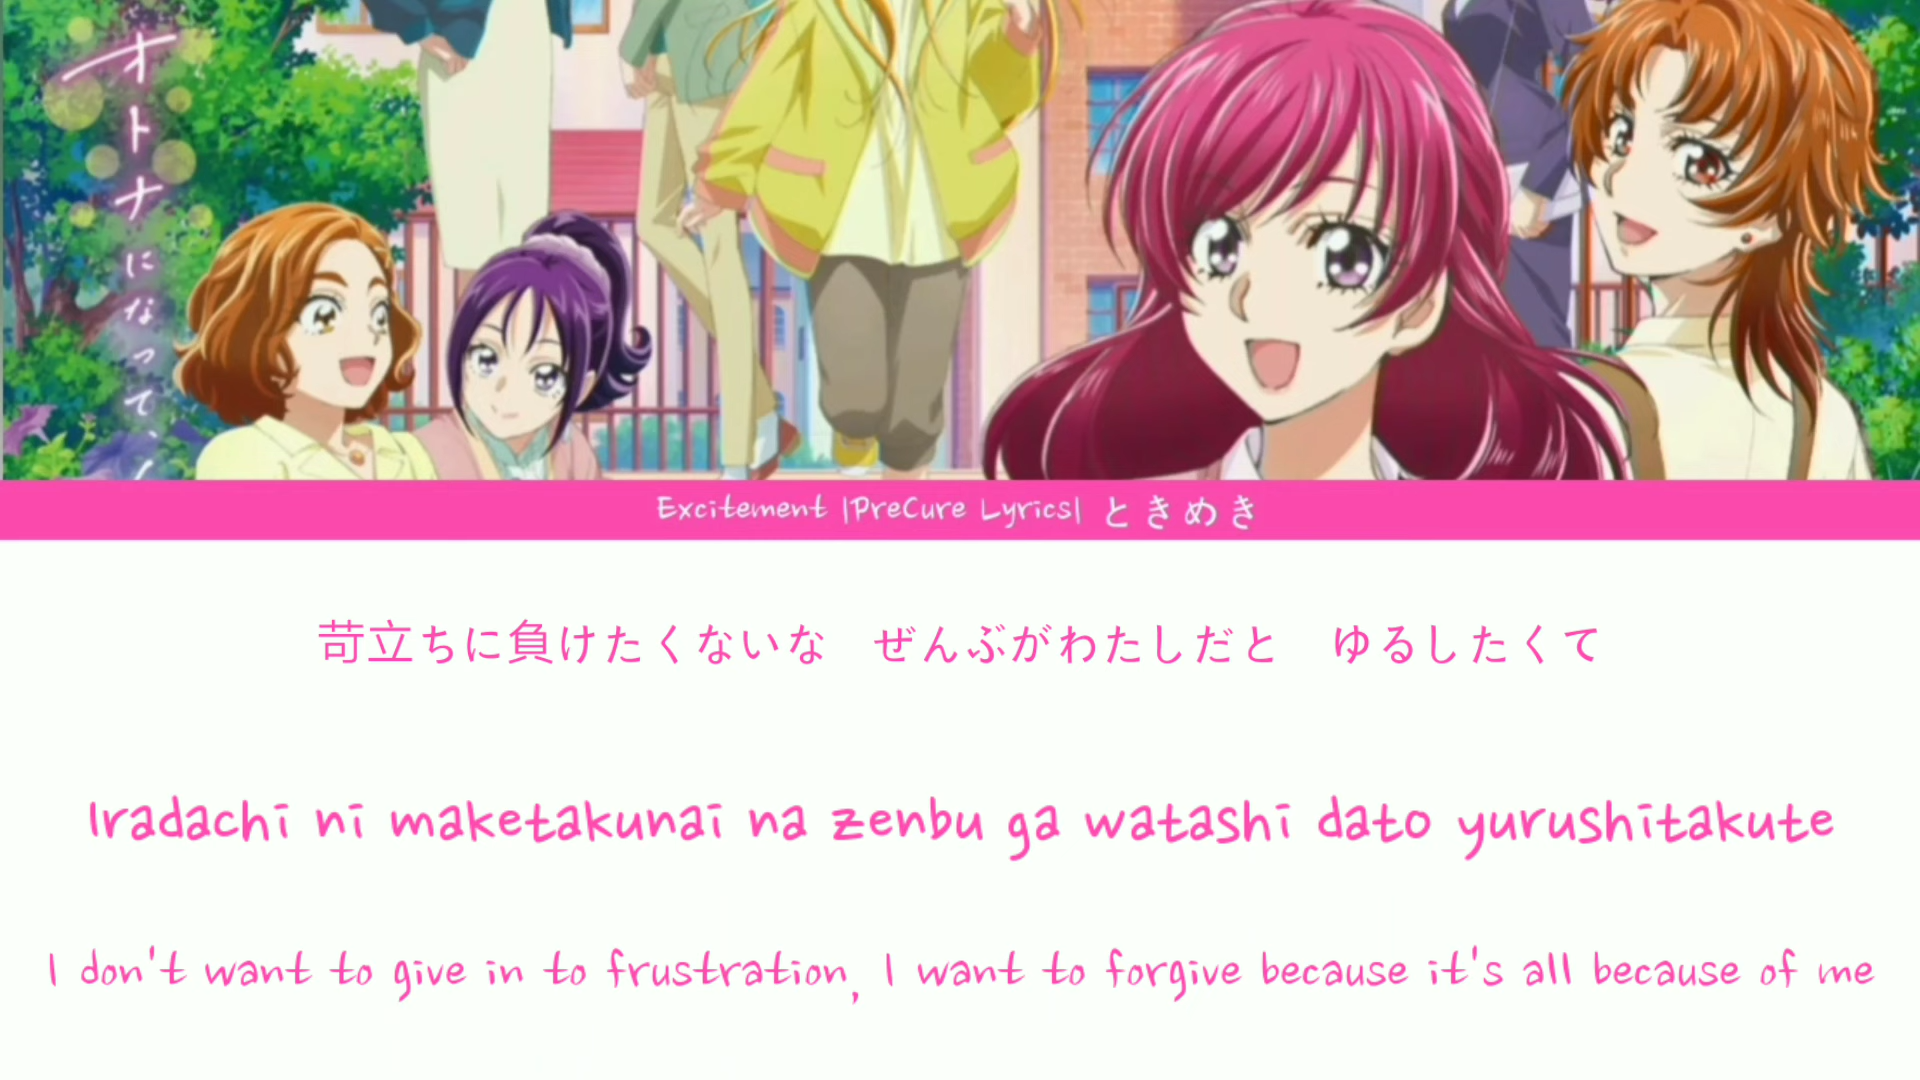 オトナになって、
Excitement |PreCure Lyrics| ときめき
苛立ちに負けたくないな　ぜんぶがわたしだと　ゆるしたくて
Iradachi ni maketakunai na zenbu ga watashi dato yurushitakute
I don't want to give in to frustration, I want to forgive because it's all because of me